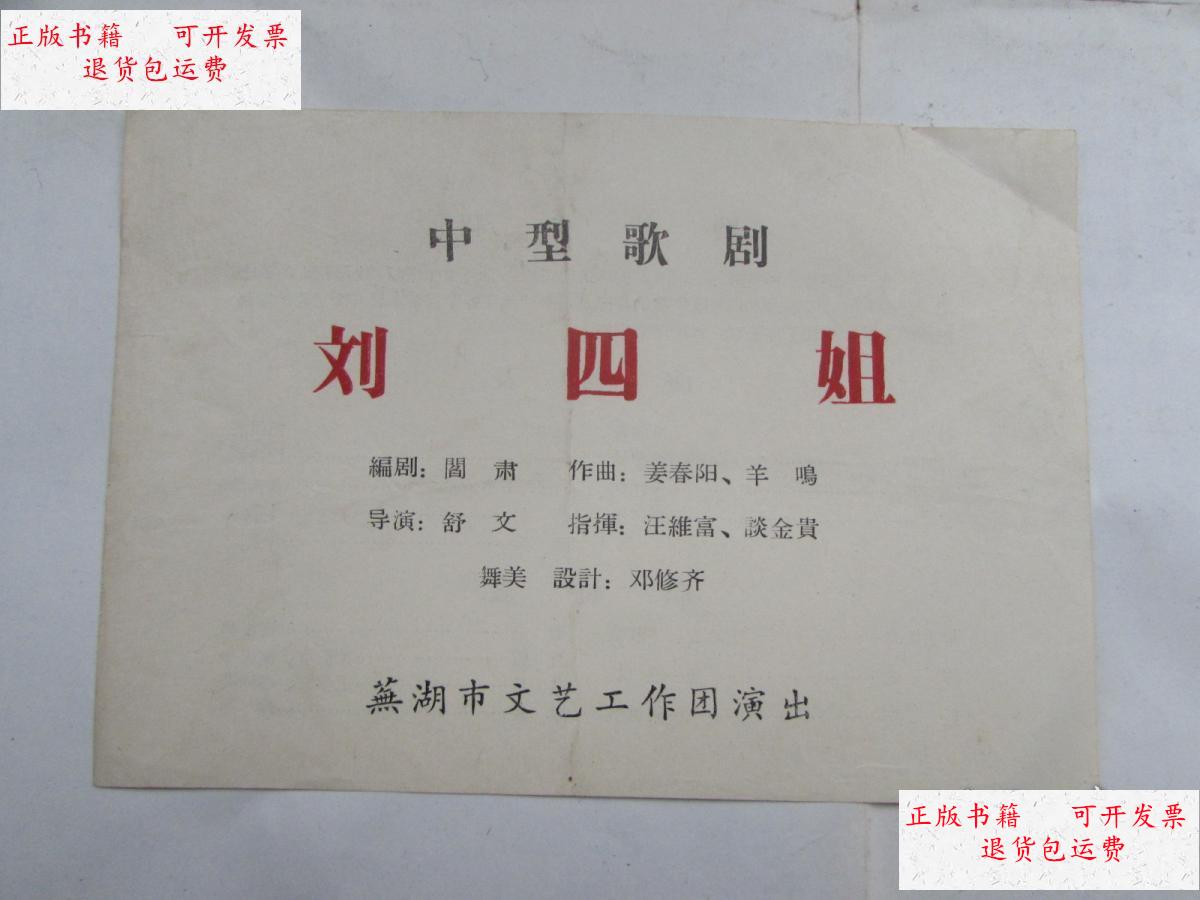 正版书籍 可开发票
退货包运费
中型歌剧
刘四姐
編剧：閻 肃 作曲：姜春阳、羊 鳴
导演：舒 文 指揮：汪維富、談金貴
舞美 設計：邓修齐
蕪湖市文艺工作团演出
正版书籍 可开发票
退货包运费